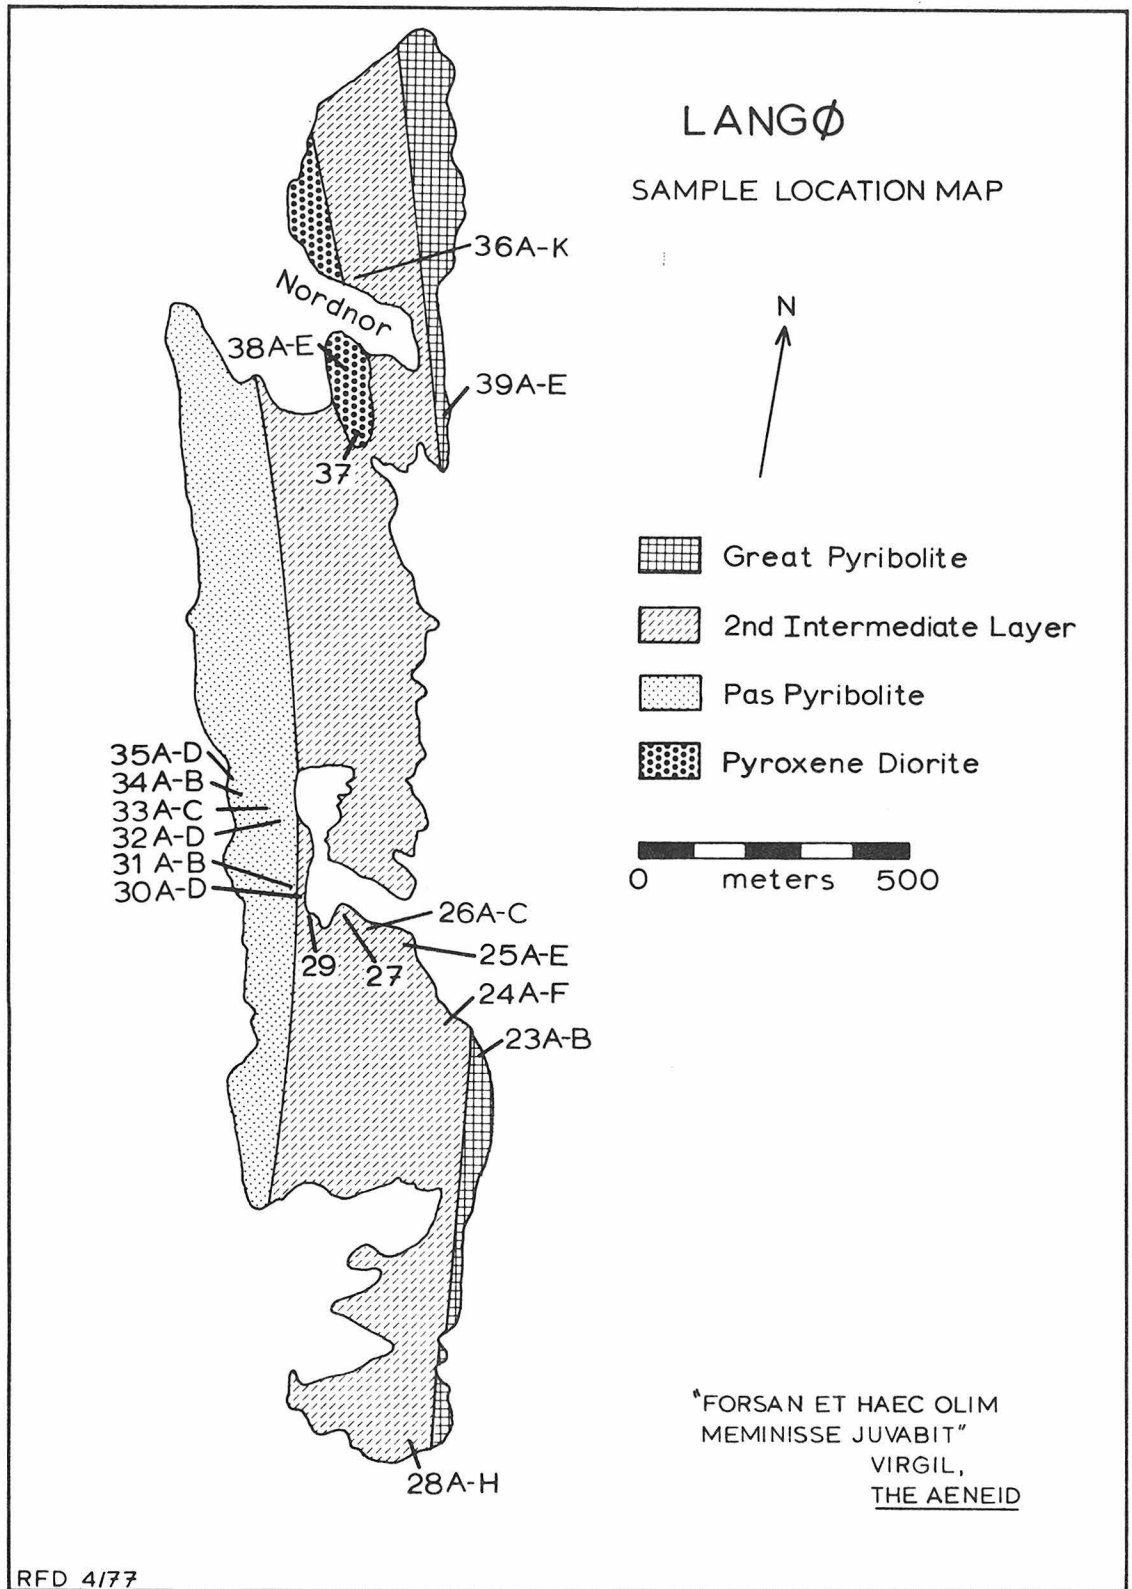 LANGØ
SAMPLE LOCATION MAP
36A-K
Nordnor
N
38A-E
39A-E
37
Great Pyribolite
2nd Intermediate Layer
Pas Pyribolite
Pyroxene Diorite
0 meters 500
35A-D
34A-B
33A-C
32A-D
31A-B
30A-D
26A-C
29
27
25A-E
24A-F
23A-B
28A-H
"FORSAN ET HAEC OLIM
MEMINISSE JUVABIT"
VIRGIL,
THE AENEID
RFD 4/77